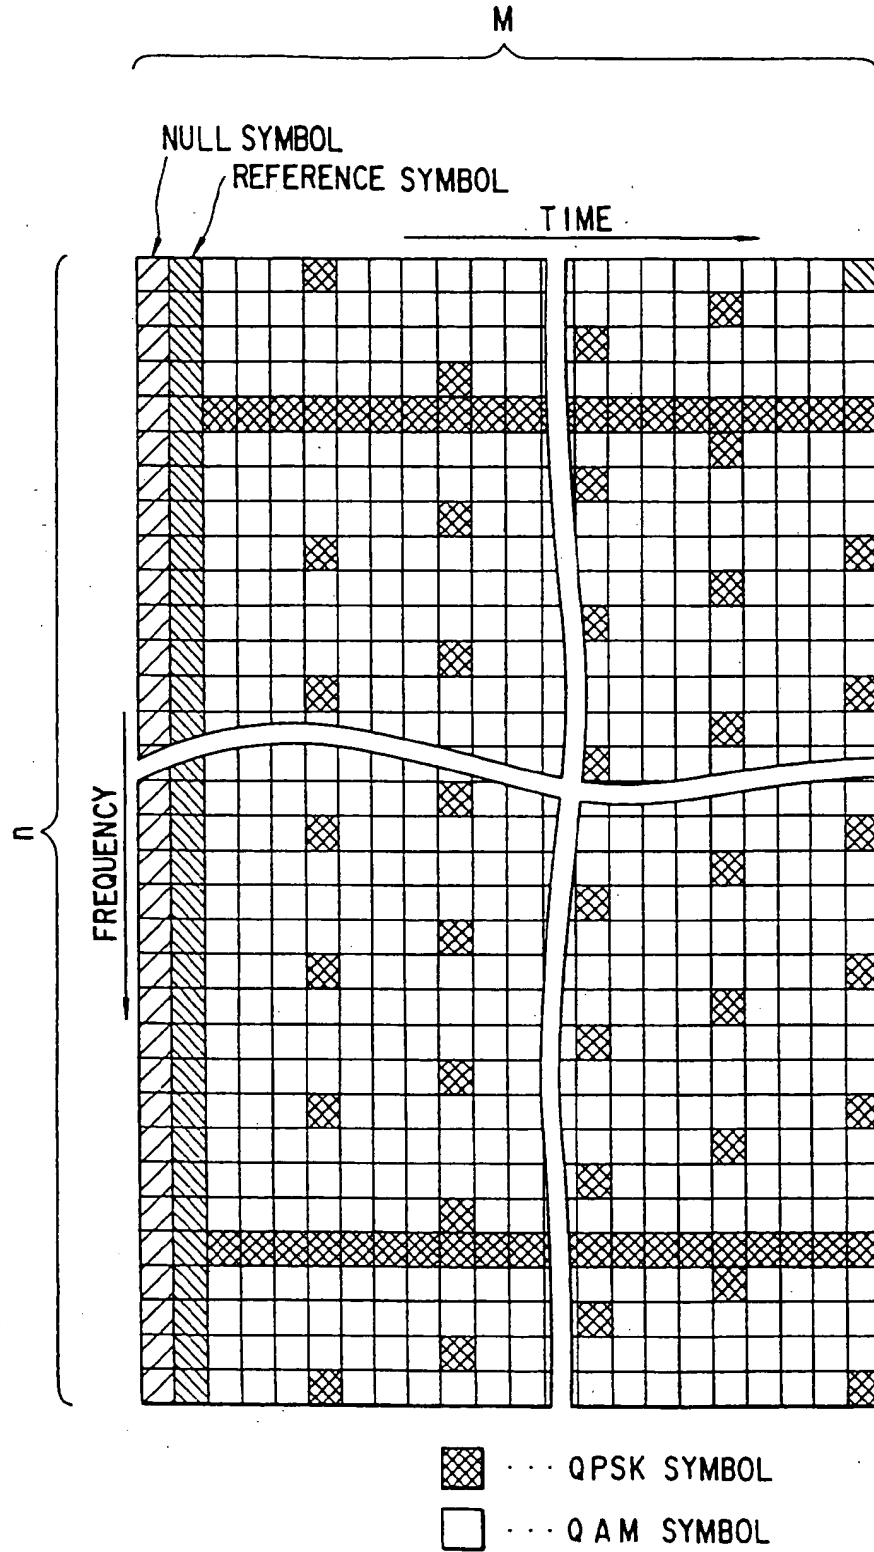 M
NULL SYMBOL
REFERENCE SYMBOL
TIME
n
FREQUENCY
··· QPSK SYMBOL
··· QAM SYMBOL